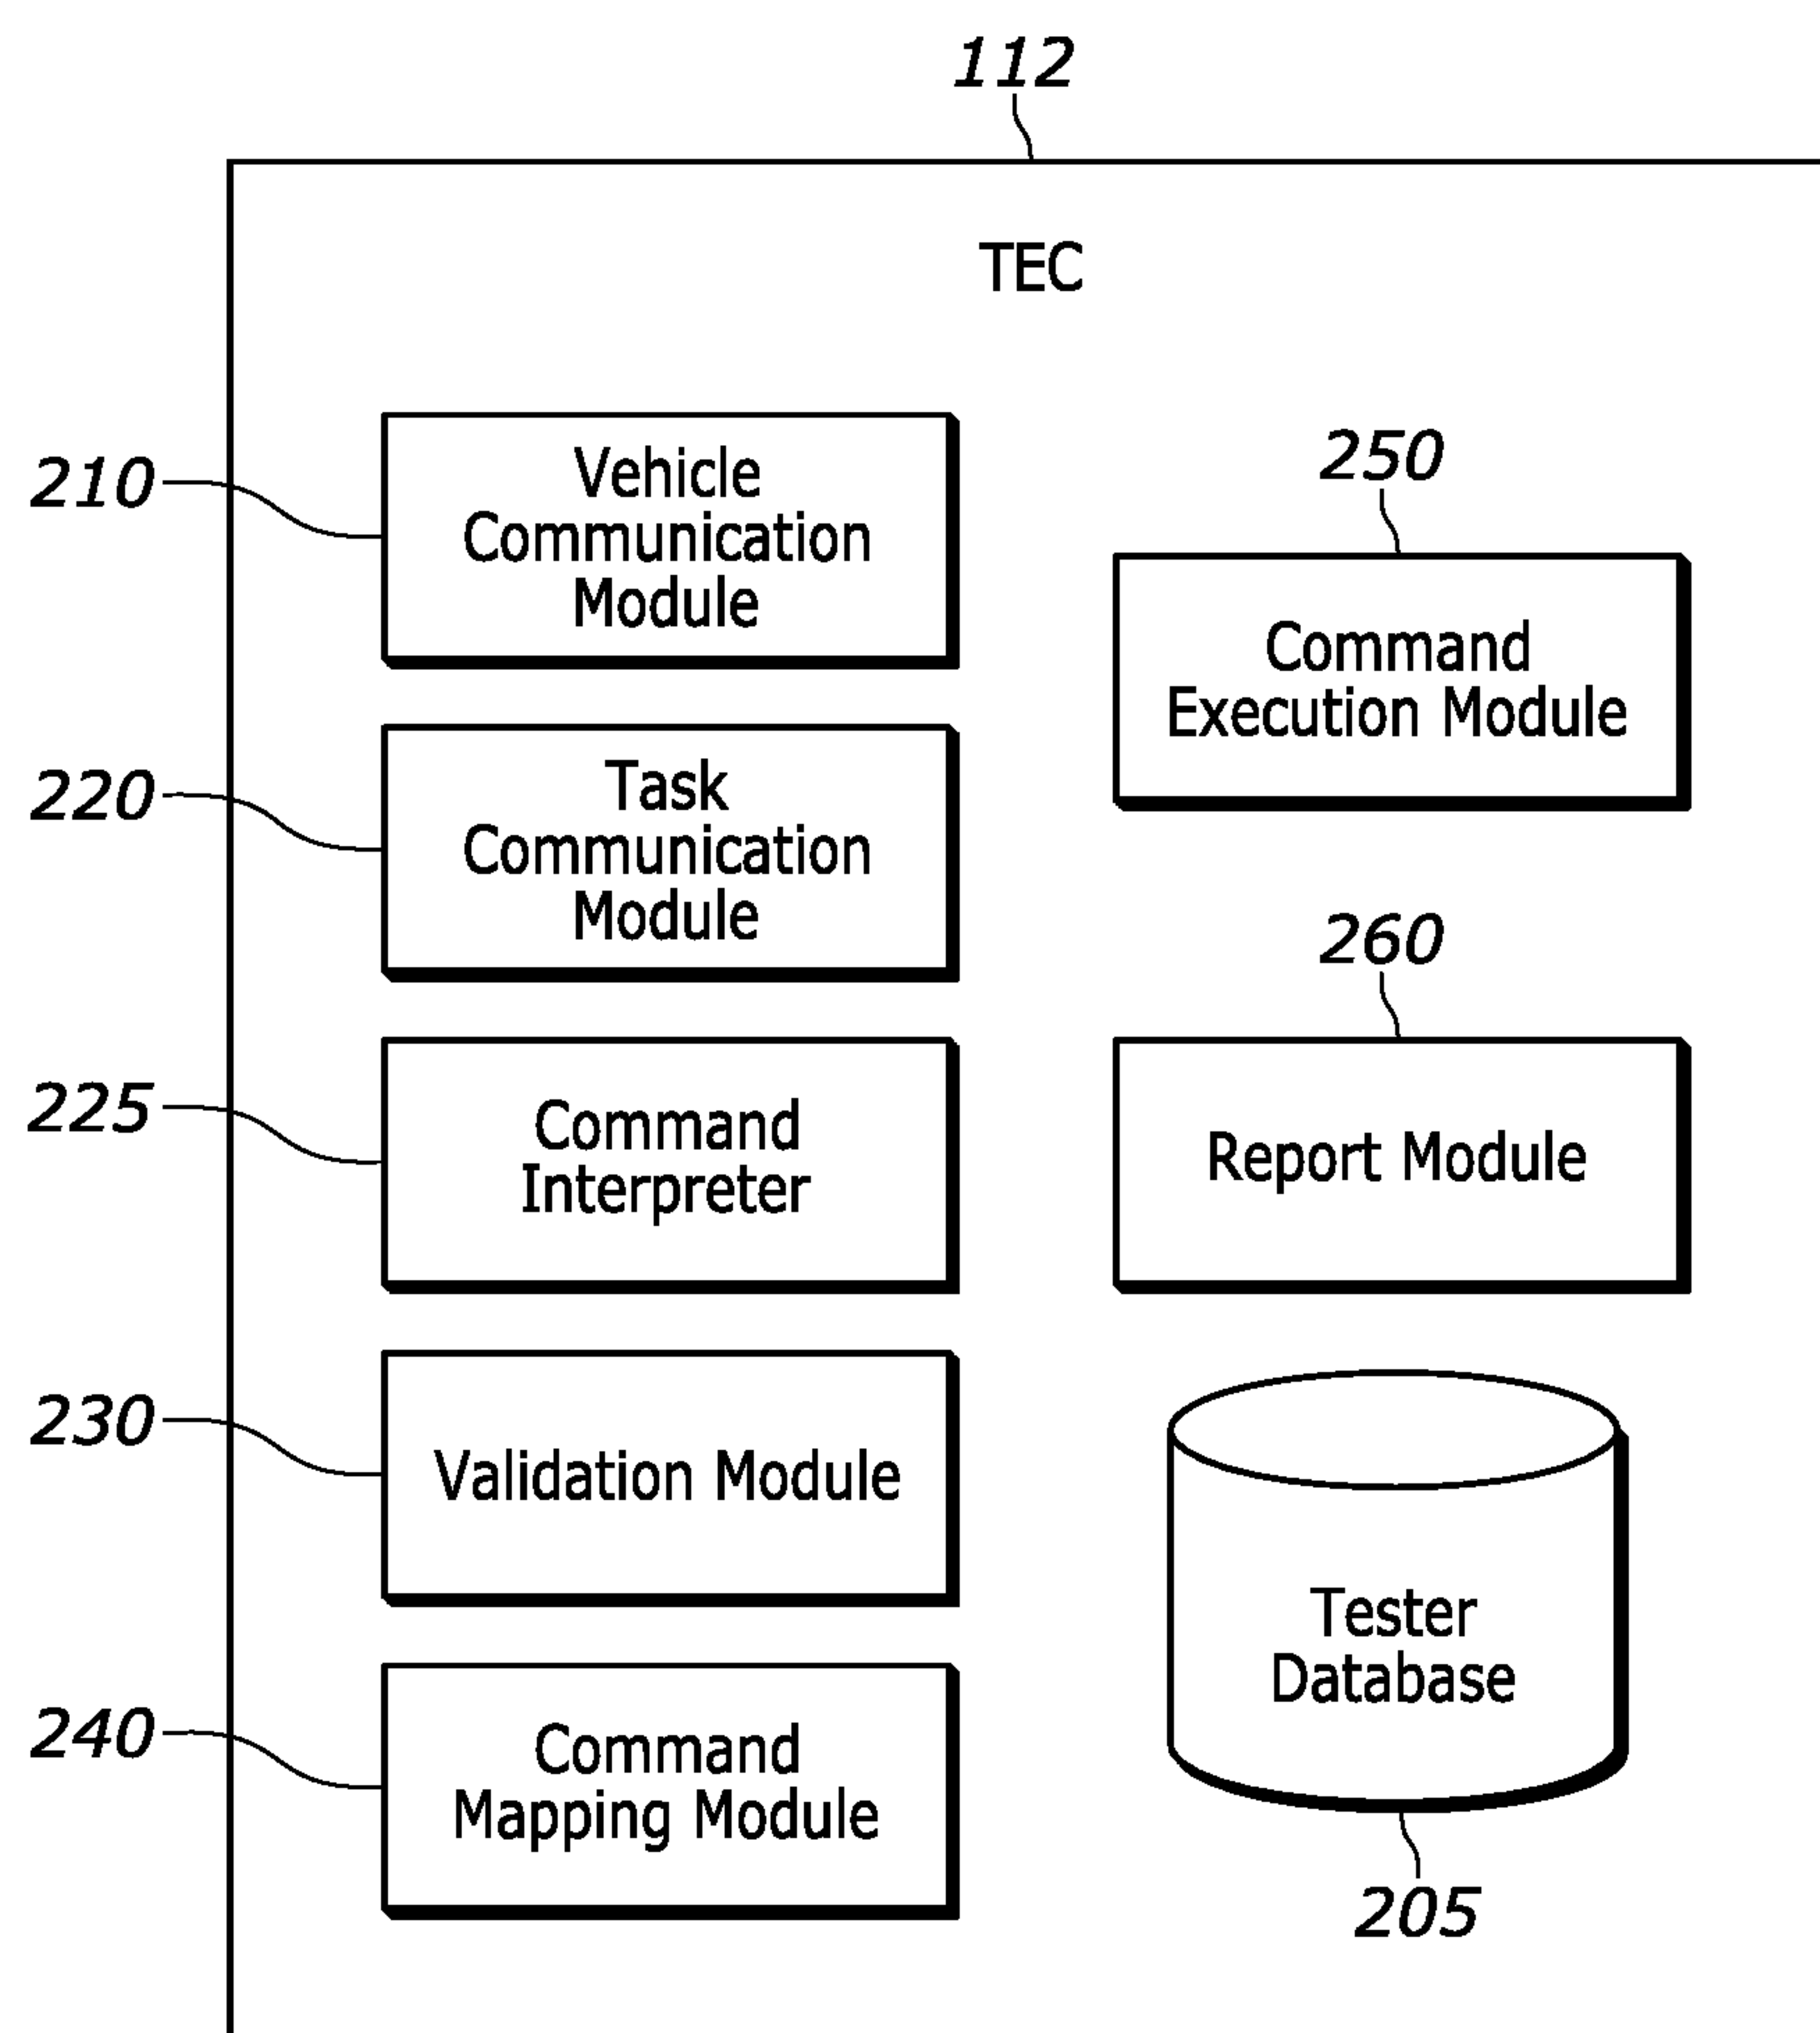 112
TEC
210
Vehicle
Communication
Module
220
Task
Communication
Module
225
Command
Interpreter
230
Validation Module
240
Command
Mapping Module
250
Command
Execution Module
260
Report Module
Tester
Database
205